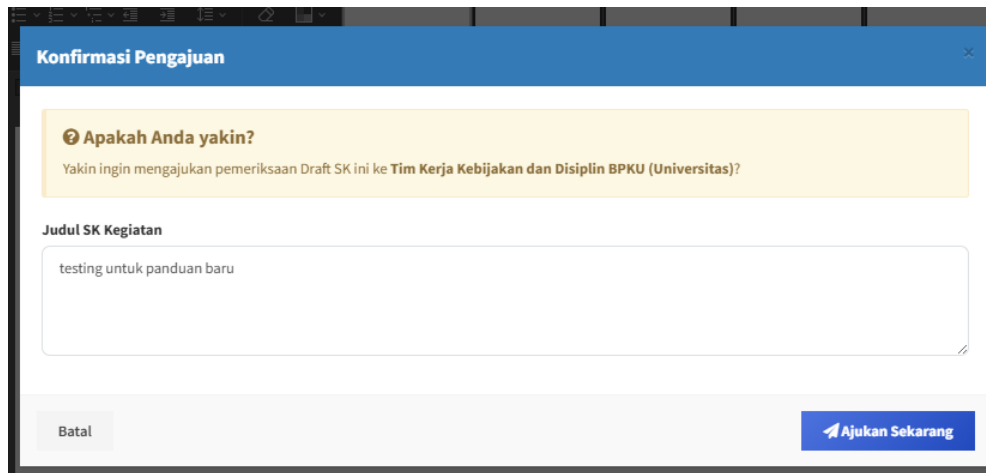 Konfirmasi Pengajuan
×
Apakah Anda yakin?
Yakin ingin mengajukan pemeriksaan Draft SK ini ke Tim Kerja Kebijakan dan Disiplin BPKU (Universitas)?
Judul SK Kegiatan
testing untuk panduan baru
Batal
Ajukan Sekarang